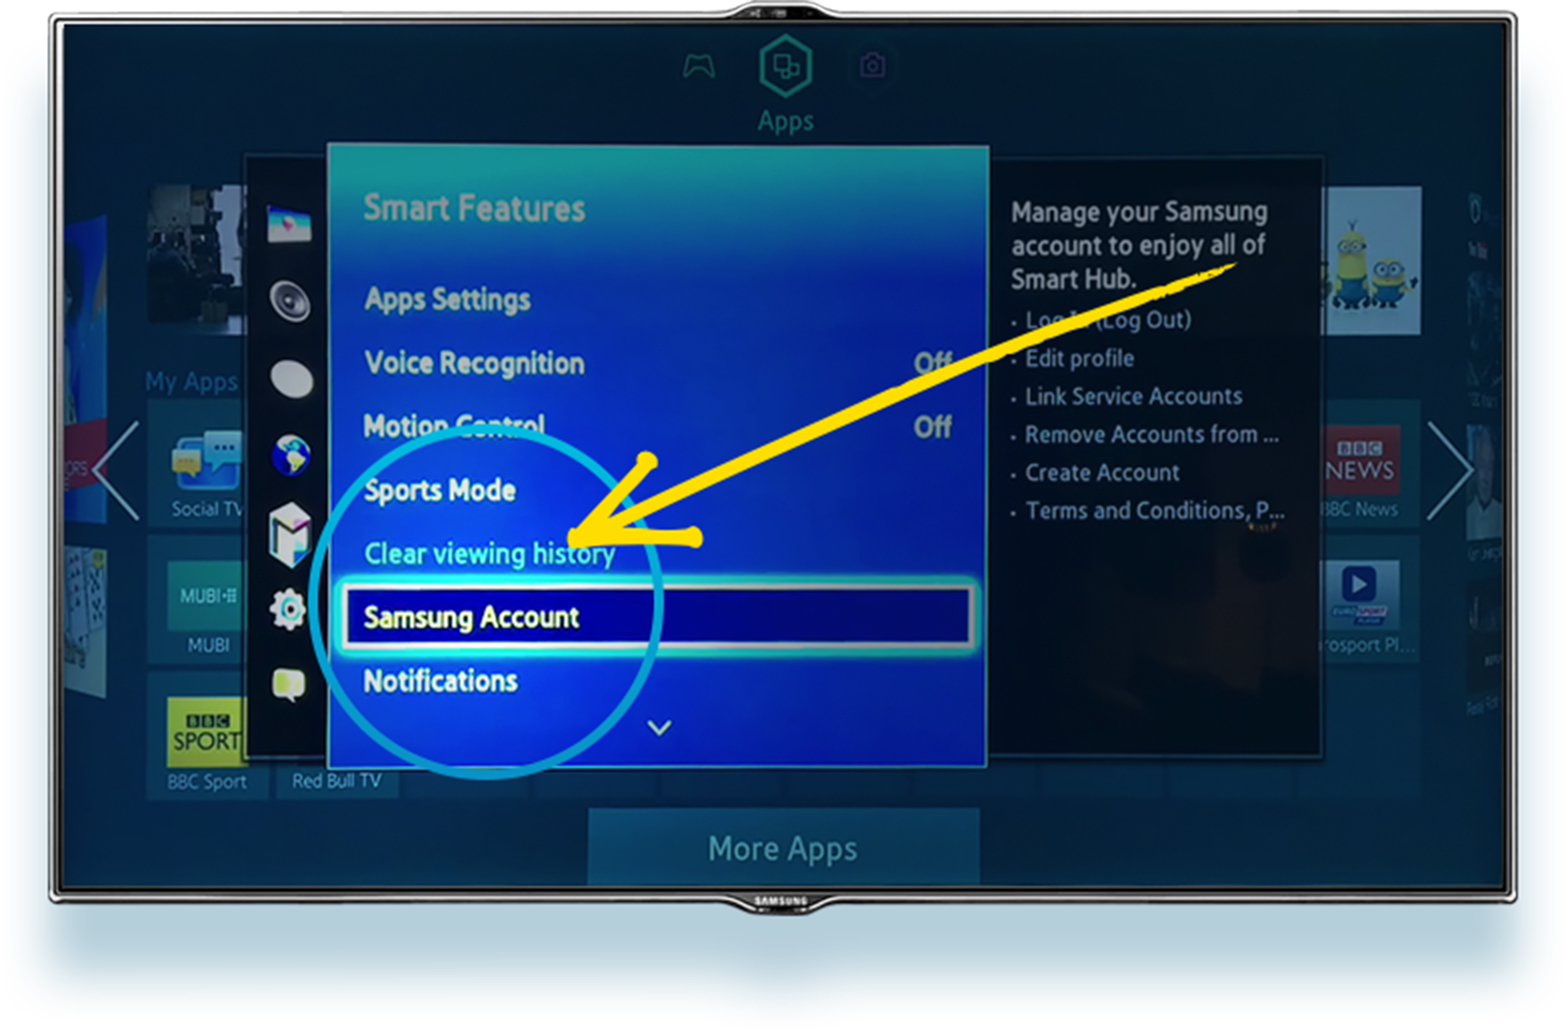 Apps
Smart Features
Apps Settings
Voice Recognition Off
Motion Control Off
Sports Mode
Clear viewing history
Samsung Account
Notifications
Manage your Samsung
account to enjoy all of
Smart Hub.
· Log In (Log Out)
· Edit profile
· Link Service Accounts
· Remove Accounts from ...
· Create Account
· Terms and Conditions, P...
My Apps
Social TV
MUBI
MUBI
BBC
SPORT
BBC Sport
Red Bull TV
BBC
NEWS
BBC News
EUROSPORT
PLAYER
rosport Pl...
More Apps
SAMSUNG